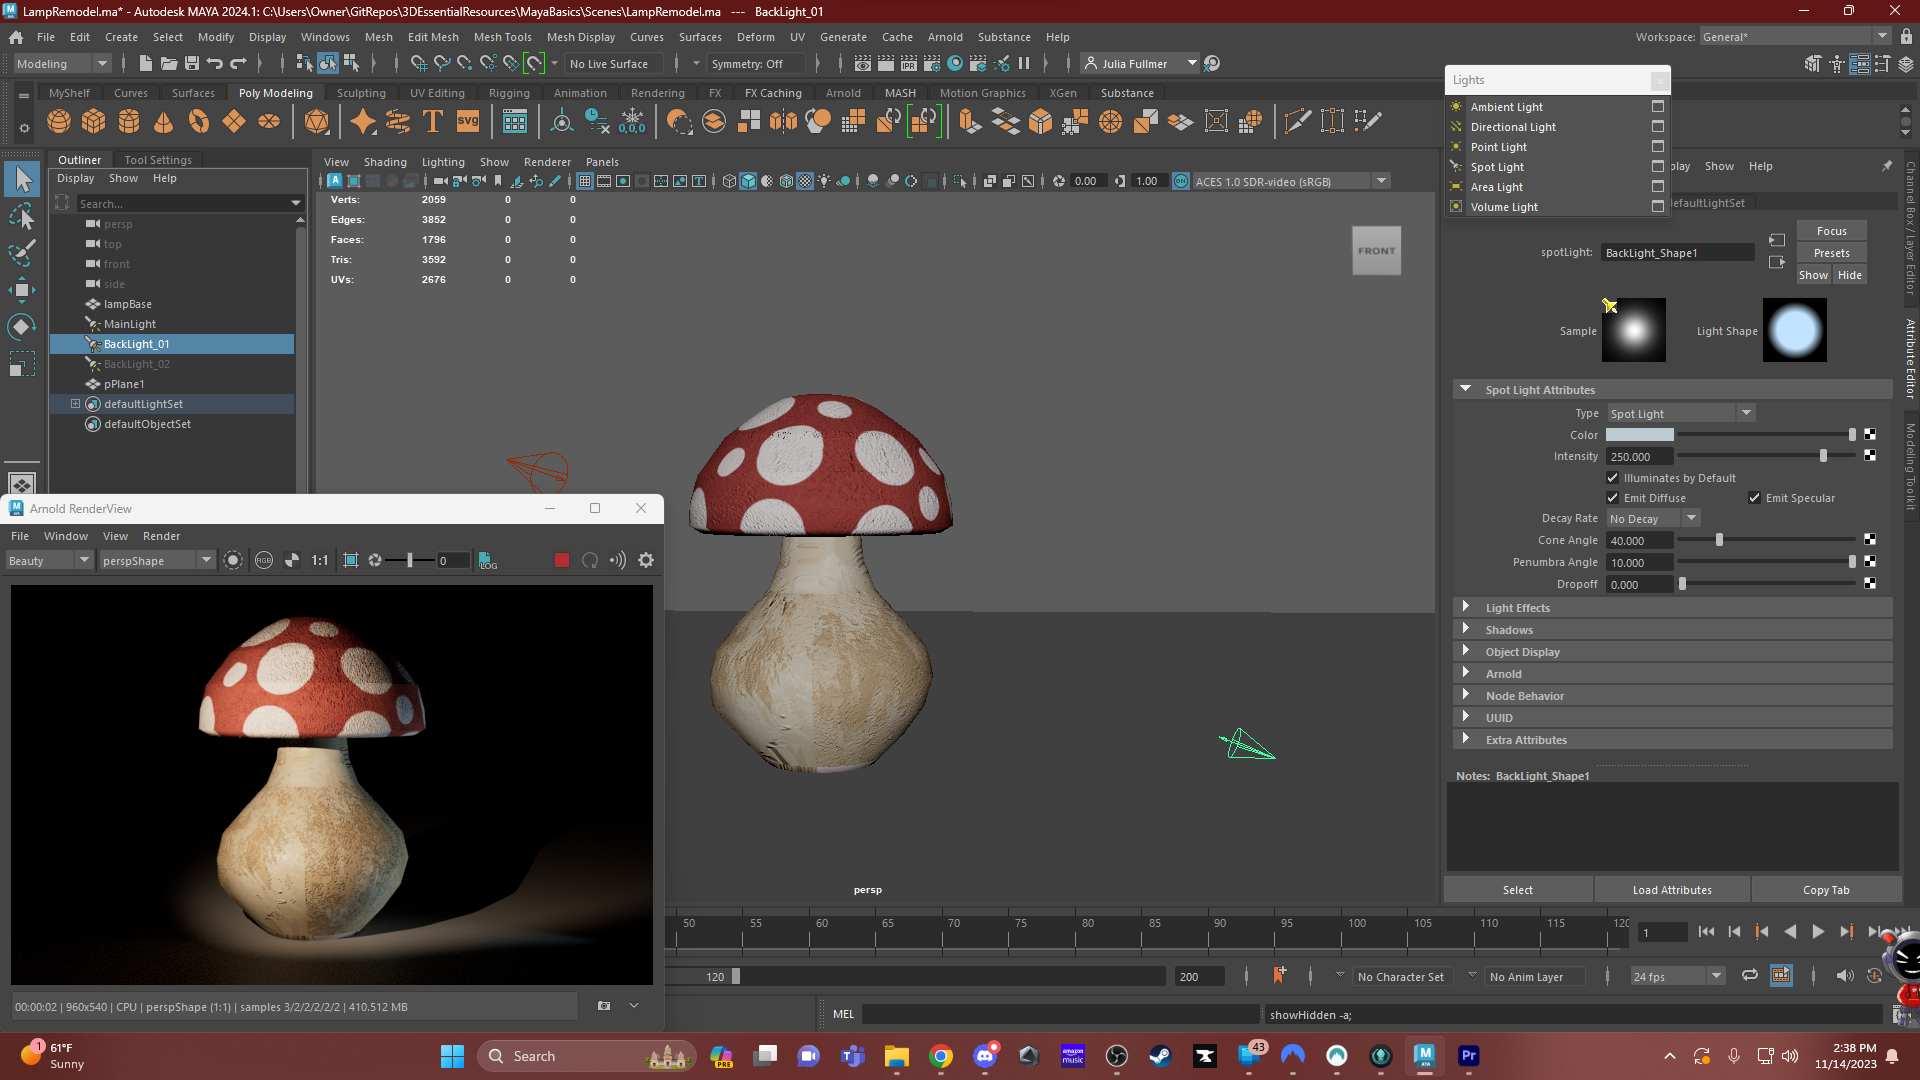 LampRemodel.ma* - Autodesk MAYA 2024.1: C:\Users\Owner\GitRepos\3DEssentialResources\MayaBasics\Scenes\LampRemodel.ma --- BackLight_01
File Edit Create Select Modify Display Windows Mesh Edit Mesh Mesh Tools Mesh Display Curves Surfaces Deform UV Generate Cache Arnold Substance Help
Workspace: General*
Modeling No Live Surface Symmetry: Off IPR Julia Fullmer
MyShelf Curves Surfaces Poly Modeling Sculpting UV Editing Rigging Animation Rendering FX FX Caching Arnold MASH Motion Graphics XGen Substance
T SVG 0,0,0
Lights
Ambient Light
Directional Light
Point Light
Spot Light
Area Light
Volume Light
Outliner Tool Settings
Display Show Help
Search...
persp
top
front
side
lampBase
MainLight
BackLight_01
BackLight_02
pPlane1
defaultLightSet
defaultObjectSet
View Shading Lighting Show Renderer Panels
0.00 1.00 ON ACES 1.0 SDR-video (sRGB)
Verts: 2059 0 0
Edges: 3852 0 0
Faces: 1796 0 0
Tris: 3592 0 0
UVs: 2676 0 0
FRONT
persp
play Show Help
defaultLightSet
spotLight: BackLight_Shape1
Focus
Presets
Show Hide
Sample Light Shape
Spot Light Attributes
Type Spot Light
Color
Intensity 250.000
Illuminates by Default
Emit Diffuse Emit Specular
Decay Rate No Decay
Cone Angle 40.000
Penumbra Angle 10.000
Dropoff 0.000
Light Effects
Shadows
Object Display
Arnold
Node Behavior
UUID
Extra Attributes
Notes: BackLight_Shape1
Select Load Attributes Copy Tab
Channel Box / Layer Editor
Attribute Editor
Modeling Toolkit
Arnold RenderView
File Window View Render
Beauty perspShape RGB 1:1 0 LOG
00:00:02 | 960x540 | CPU | perspShape (1:1) | samples 3/2/2/2/2/2 | 410.512 MB
50 55 60 65 70 75 80 85 90 95 100 105 110 115 120
1
120 200 No Character Set No Anim Layer 24 fps
MEL showHidden -a;
1
61°F
Sunny
Search
PRE
amazon music
43
M
Pr
2:38 PM
11/14/2023